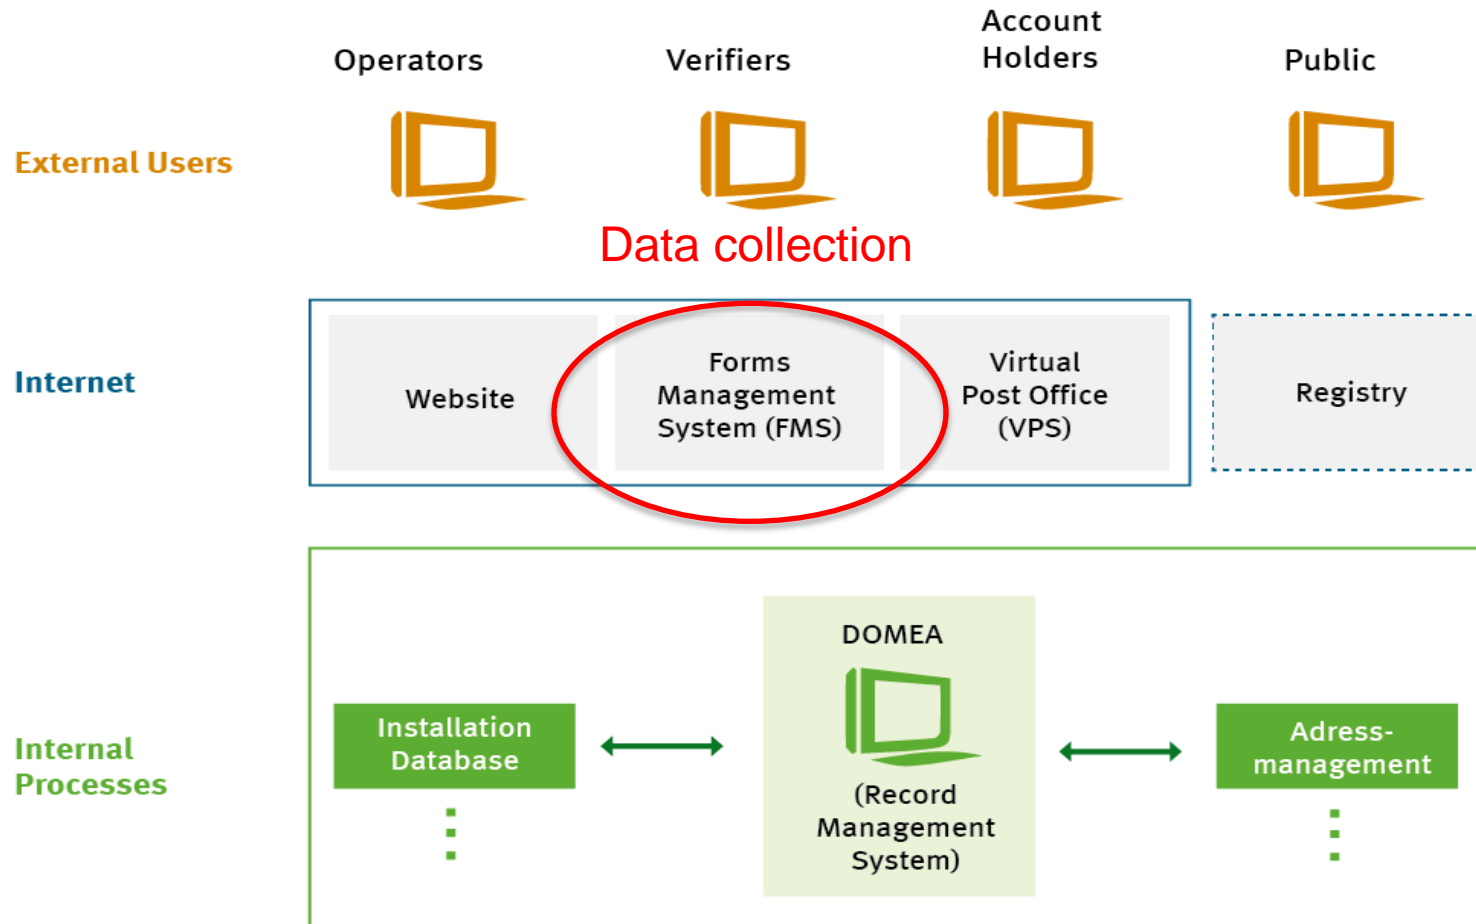 Operators
Verifiers
Account
Holders
Public
External Users
Data collection
Internet
Website
Forms
Management
System (FMS)
Virtual
Post Office
(VPS)
Registry
Internal
Processes
Installation
Database
DOMEA
(Record
Management
System)
Adress-
management